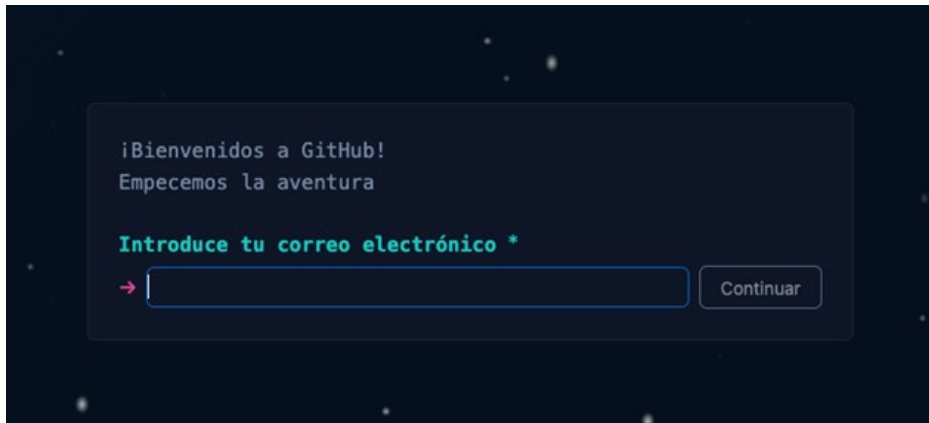 ¡Bienvenidos a GitHub!
Empecemos la aventura
Introduce tu correo electrónico *
→ Continuar